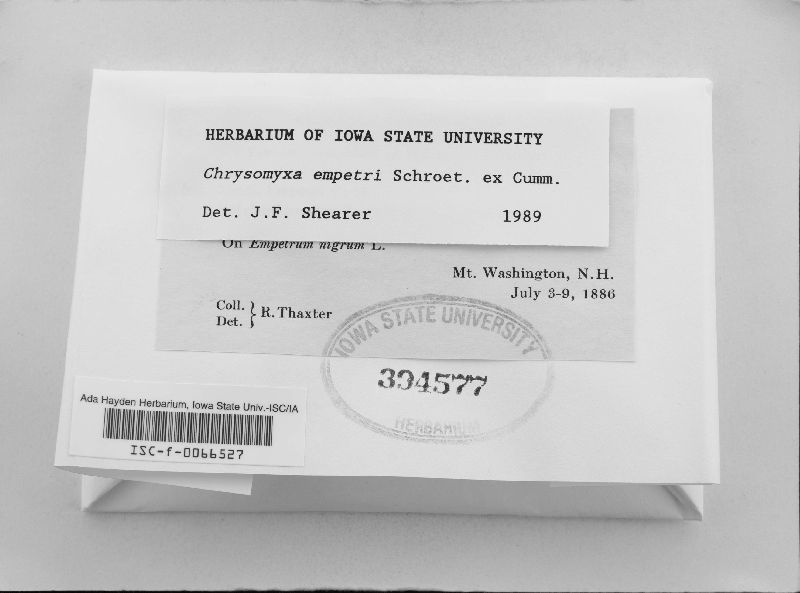 HERBARIUM OF IOWA STATE UNIVERSITY
Chrysomyxa empetri Schroet. ex Cumm.
Det. J.F. Shearer 1989
On Empetrum nigrum L.
Mt. Washington, N.H.
July 3-9, 1886
Coll.
Det. } R. Thaxter
IOWA STATE UNIVERSITY
394577
HERBARIUM
Ada Hayden Herbarium, Iowa State Univ.-ISC/IA
ISC-f-0066527